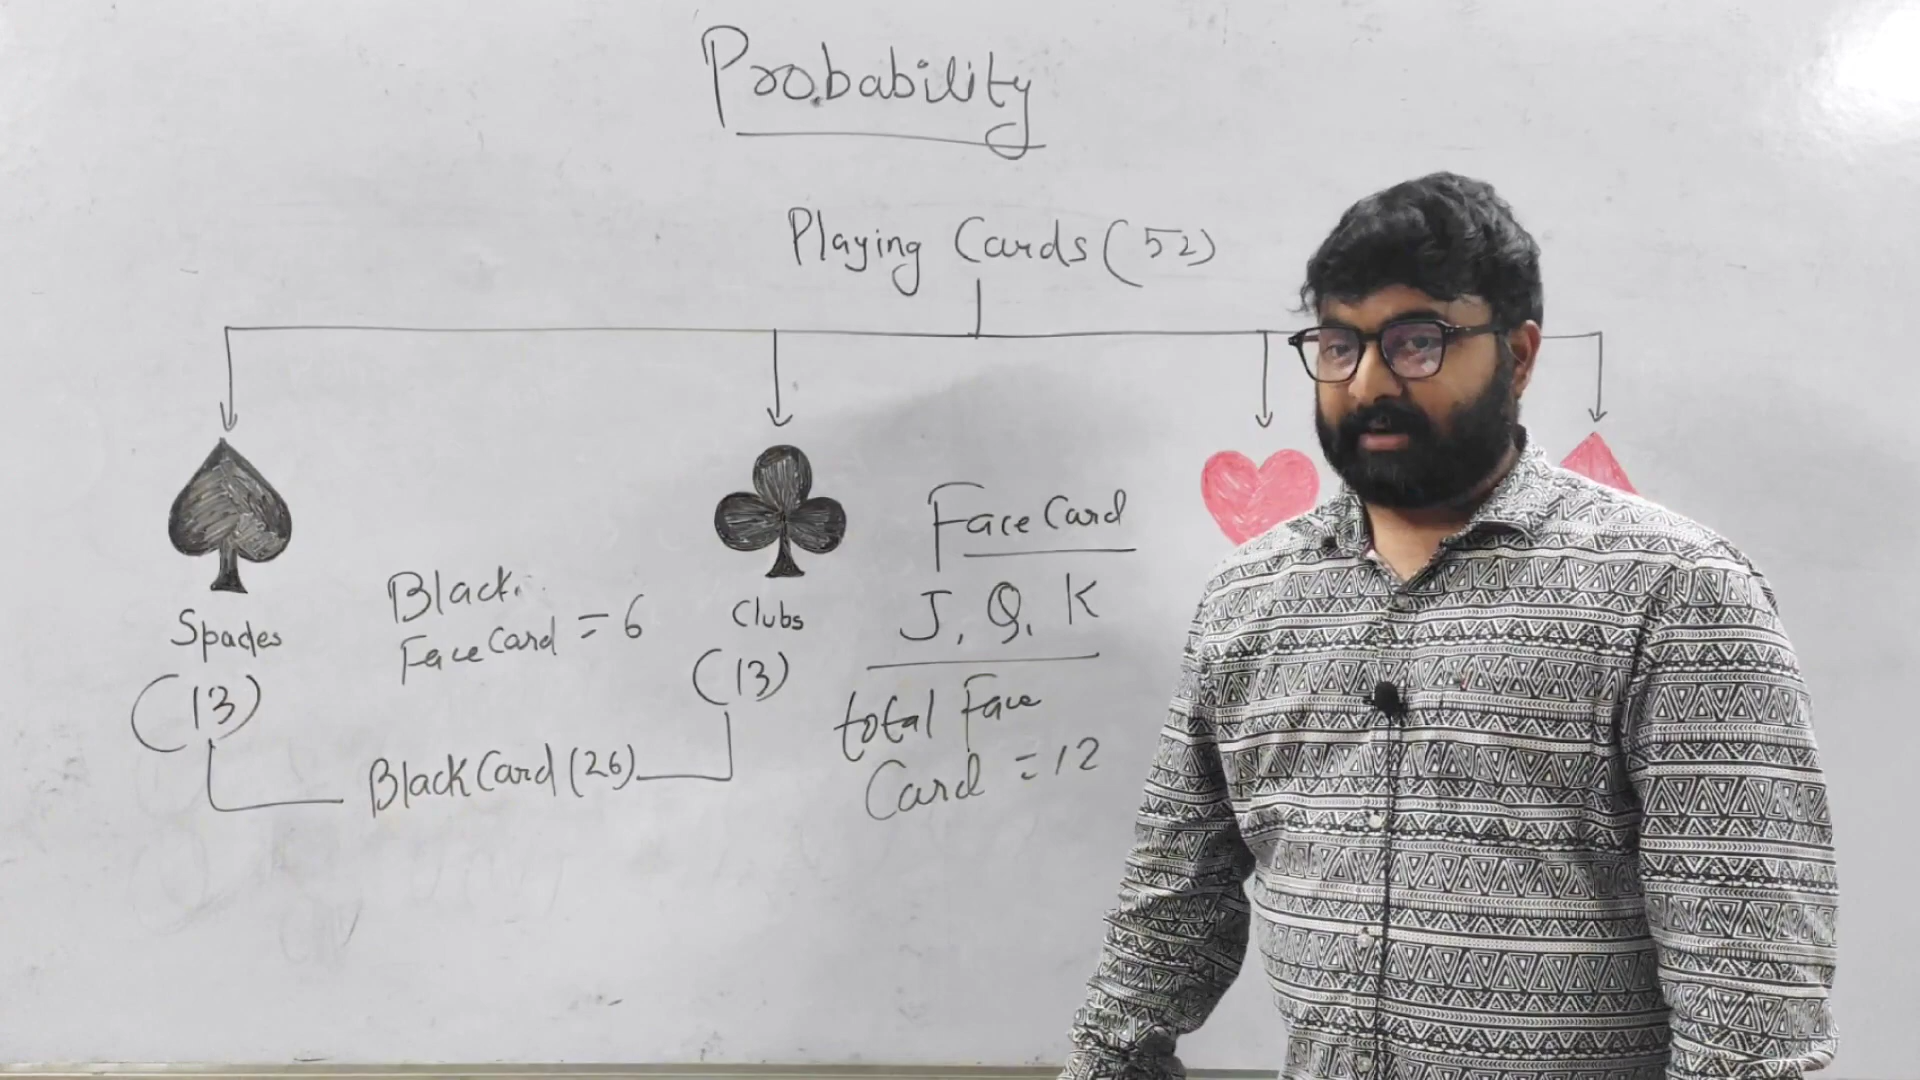 Probability
Playing Cards (52)
Spades
(13)
Black
Face Card = 6
Black Card (26)
Clubs
(13)
Face Card
J, Q, K
total Face
Card = 12